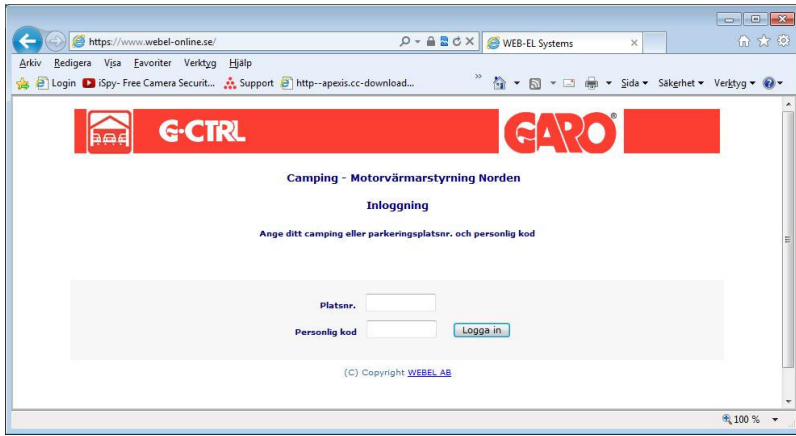 https://www.webel-online.se/
WEB-EL Systems
Arkiv Redigera Visa Favoriter Verktyg Hjälp
Login iSpy- Free Camera Securit... Support http--apexis.cc-download... » Sida Säkerhet Verktyg
G-CTRL GARO®
Camping - Motorvärmarstyrning Norden
Inloggning
Ange ditt camping eller parkeringsplatsnr. och personlig kod
Platsnr.
Personlig kod Logga in
(C) Copyright WEBEL AB
100 %